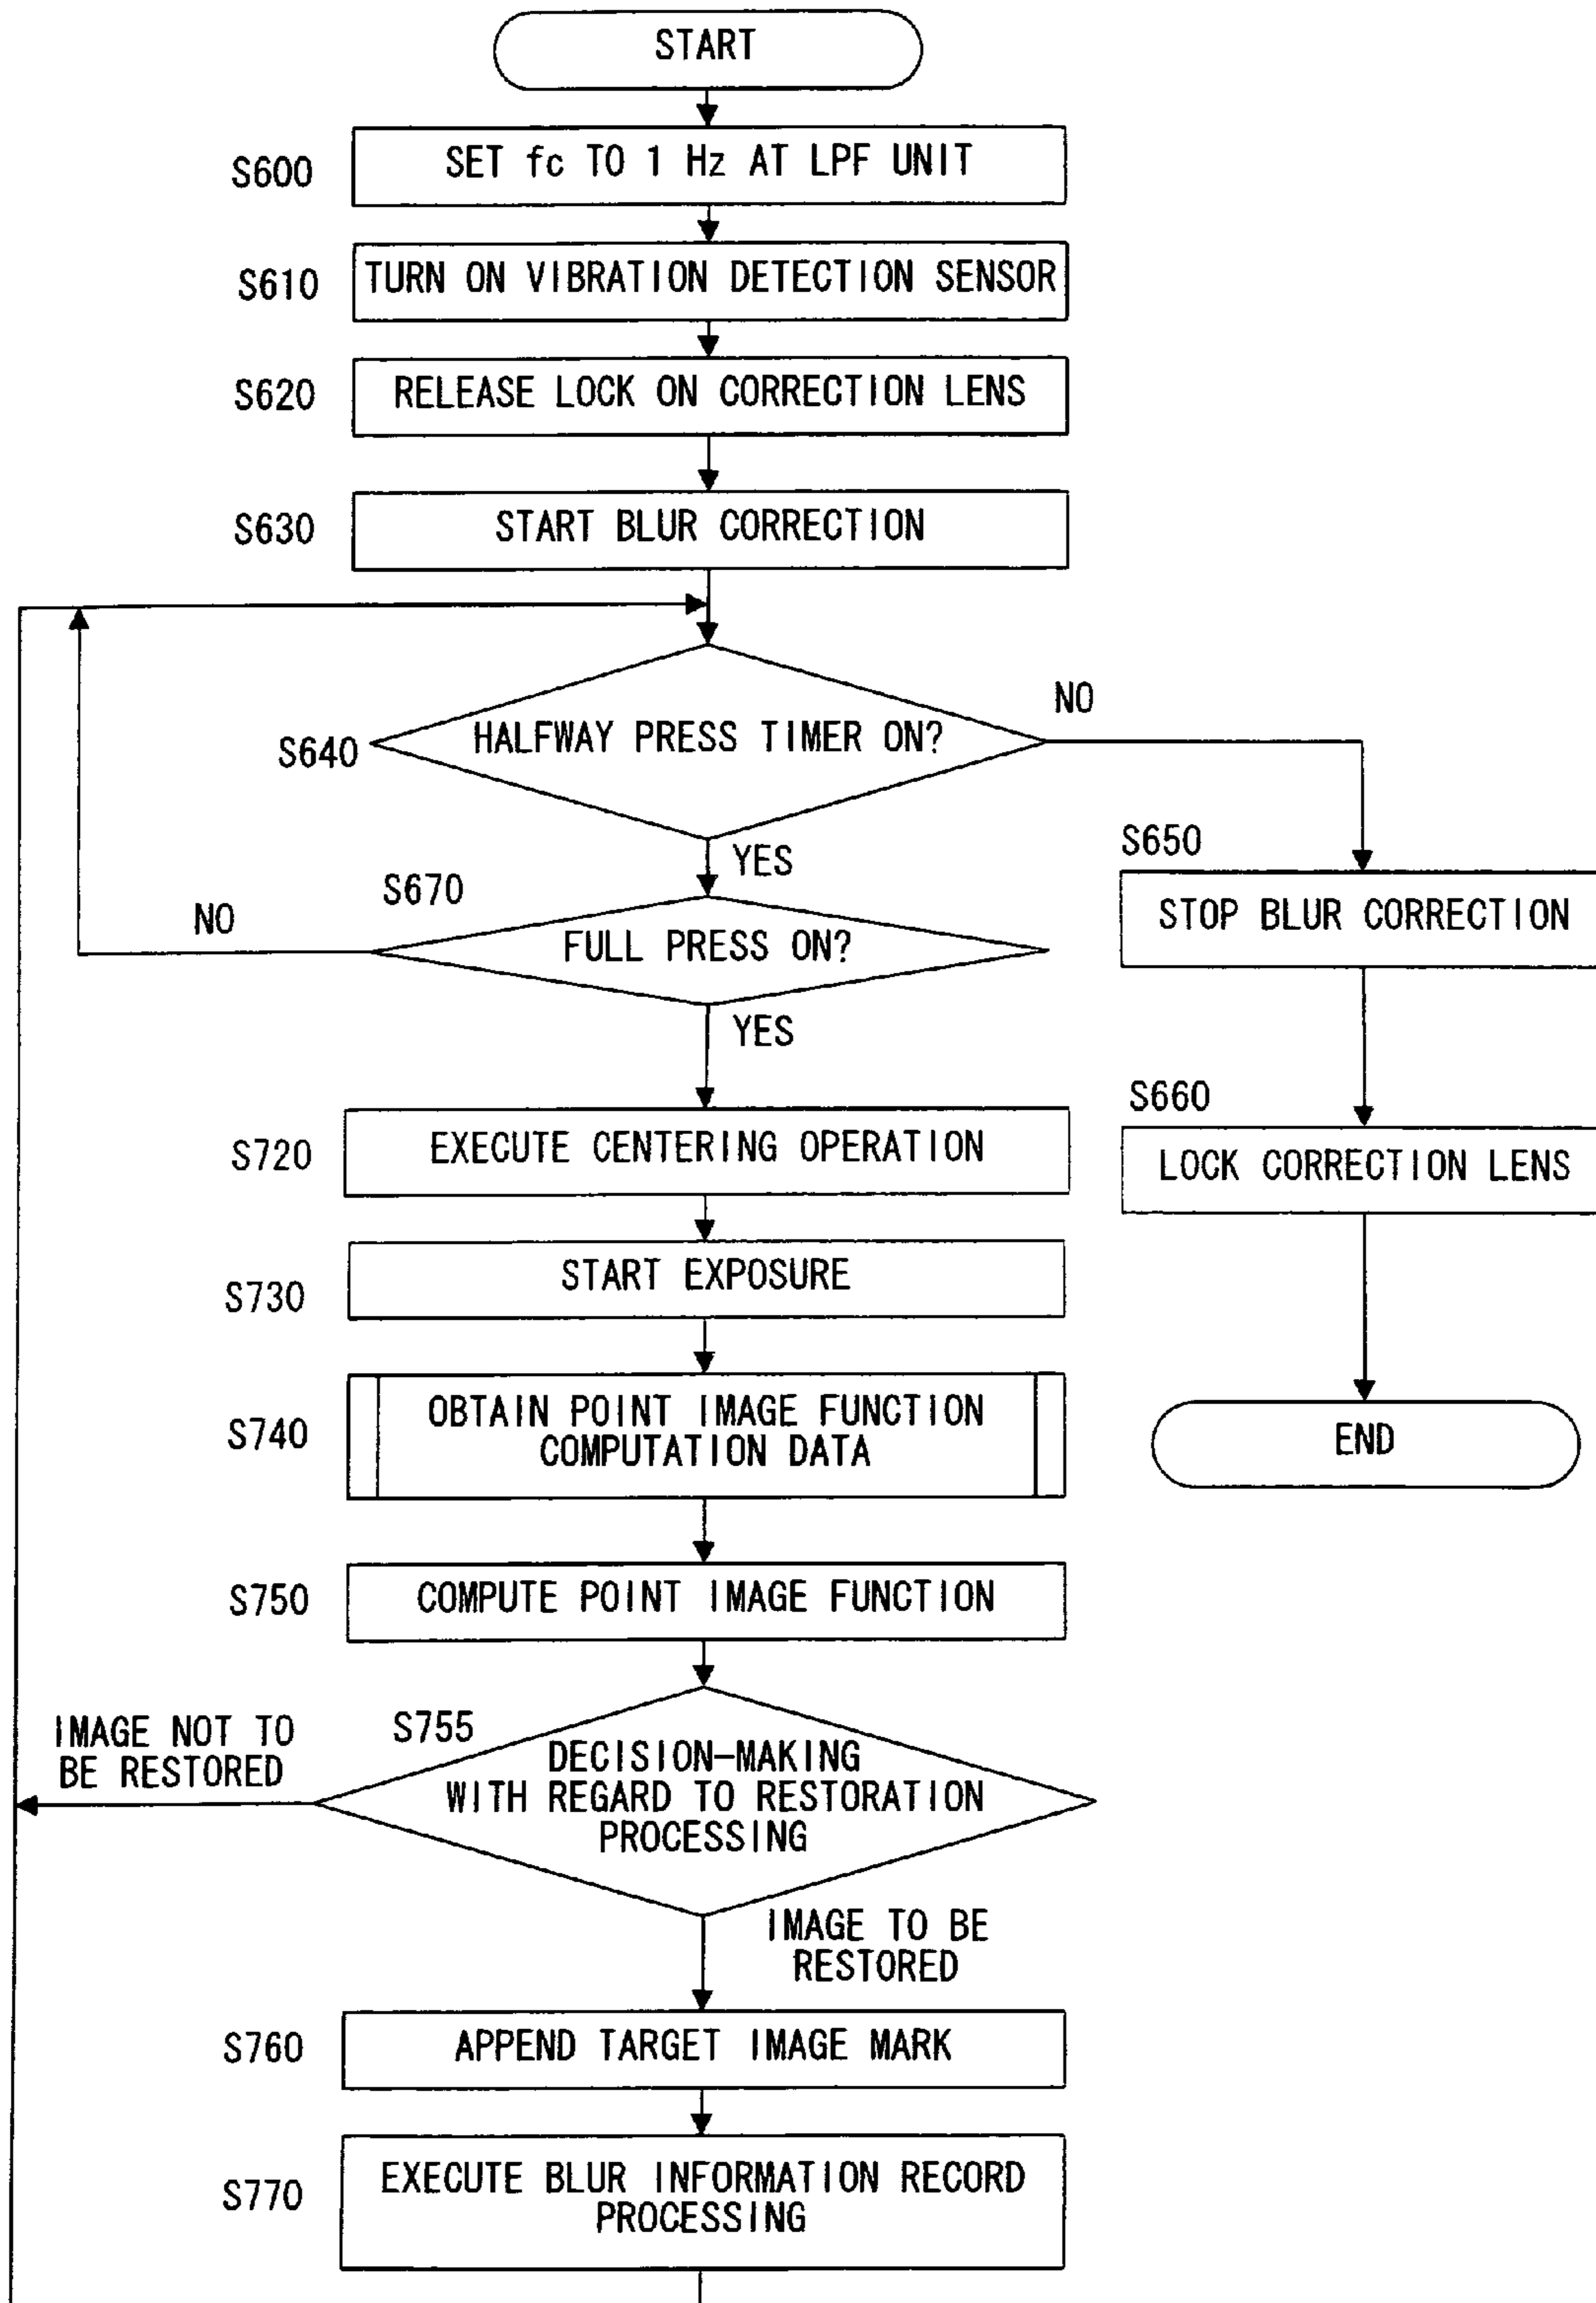 START
S600
SET fc TO 1 Hz AT LPF UNIT
S610
TURN ON VIBRATION DETECTION SENSOR
S620
RELEASE LOCK ON CORRECTION LENS
S630
START BLUR CORRECTION
S640
HALFWAY PRESS TIMER ON?
NO
YES
S650
STOP BLUR CORRECTION
S660
LOCK CORRECTION LENS
END
S670
FULL PRESS ON?
NO
YES
S720
EXECUTE CENTERING OPERATION
S730
START EXPOSURE
S740
OBTAIN POINT IMAGE FUNCTION
COMPUTATION DATA
S750
COMPUTE POINT IMAGE FUNCTION
S755
DECISION-MAKING
WITH REGARD TO RESTORATION
PROCESSING
IMAGE NOT TO
BE RESTORED
IMAGE TO BE
RESTORED
S760
APPEND TARGET IMAGE MARK
S770
EXECUTE BLUR INFORMATION RECORD
PROCESSING